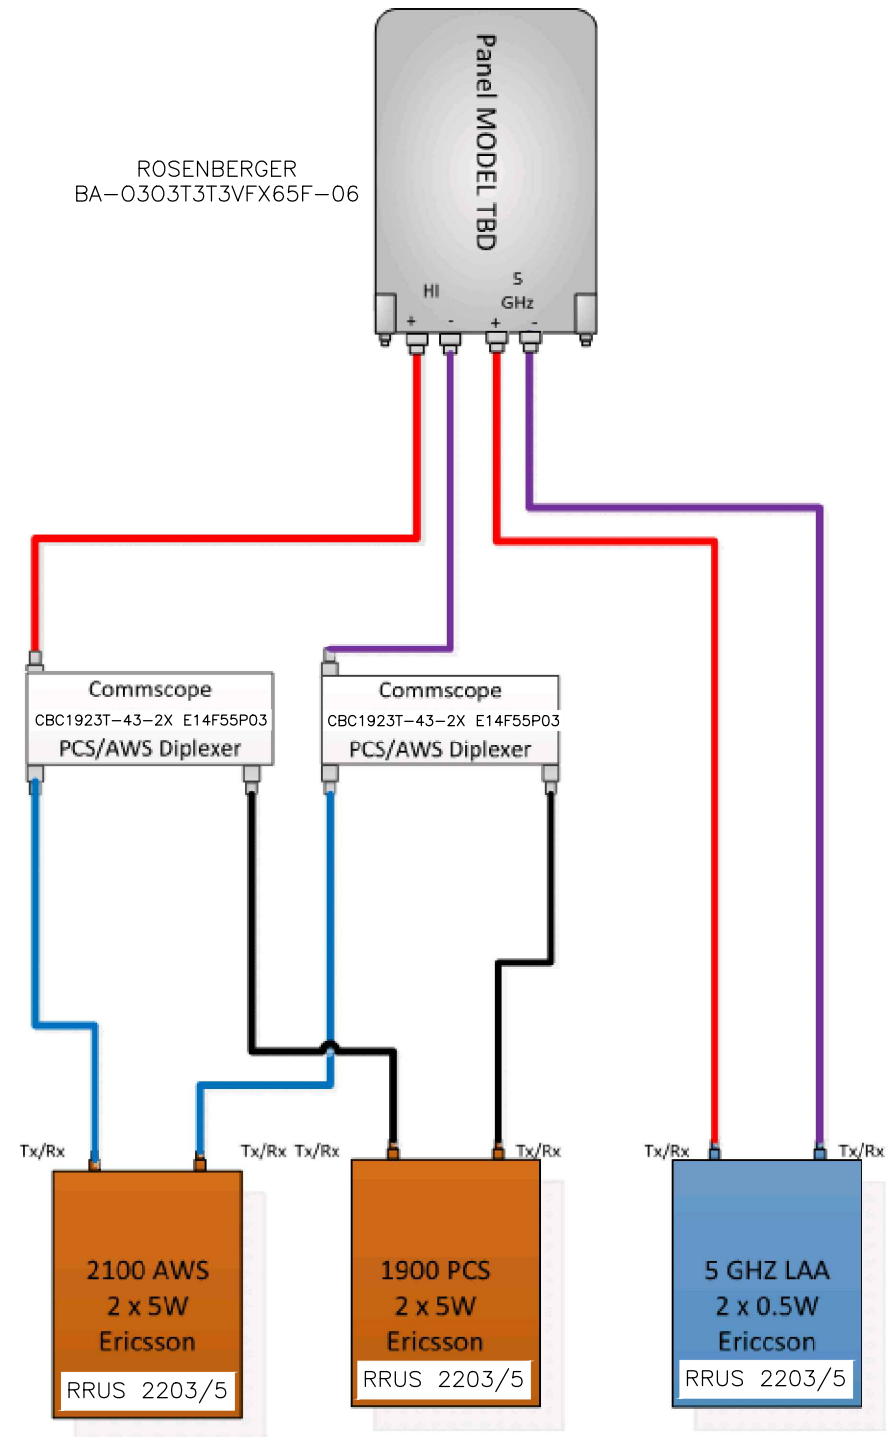 Panel MODEL TBD
ROSENBERGER
BA-0303T3T3VFX65F-06
HI
5
GHz
+ - + -
Commscope
CBC1923T-43-2X E14F55P03
PCS/AWS Diplexer
Commscope
CBC1923T-43-2X E14F55P03
PCS/AWS Diplexer
Tx/Rx Tx/Rx Tx/Rx Tx/Rx Tx/Rx Tx/Rx
2100 AWS
2 x 5W
Ericsson
RRUS 2203/5
1900 PCS
2 x 5W
Ericsson
RRUS 2203/5
5 GHZ LAA
2 x 0.5W
Ericcson
RRUS 2203/5